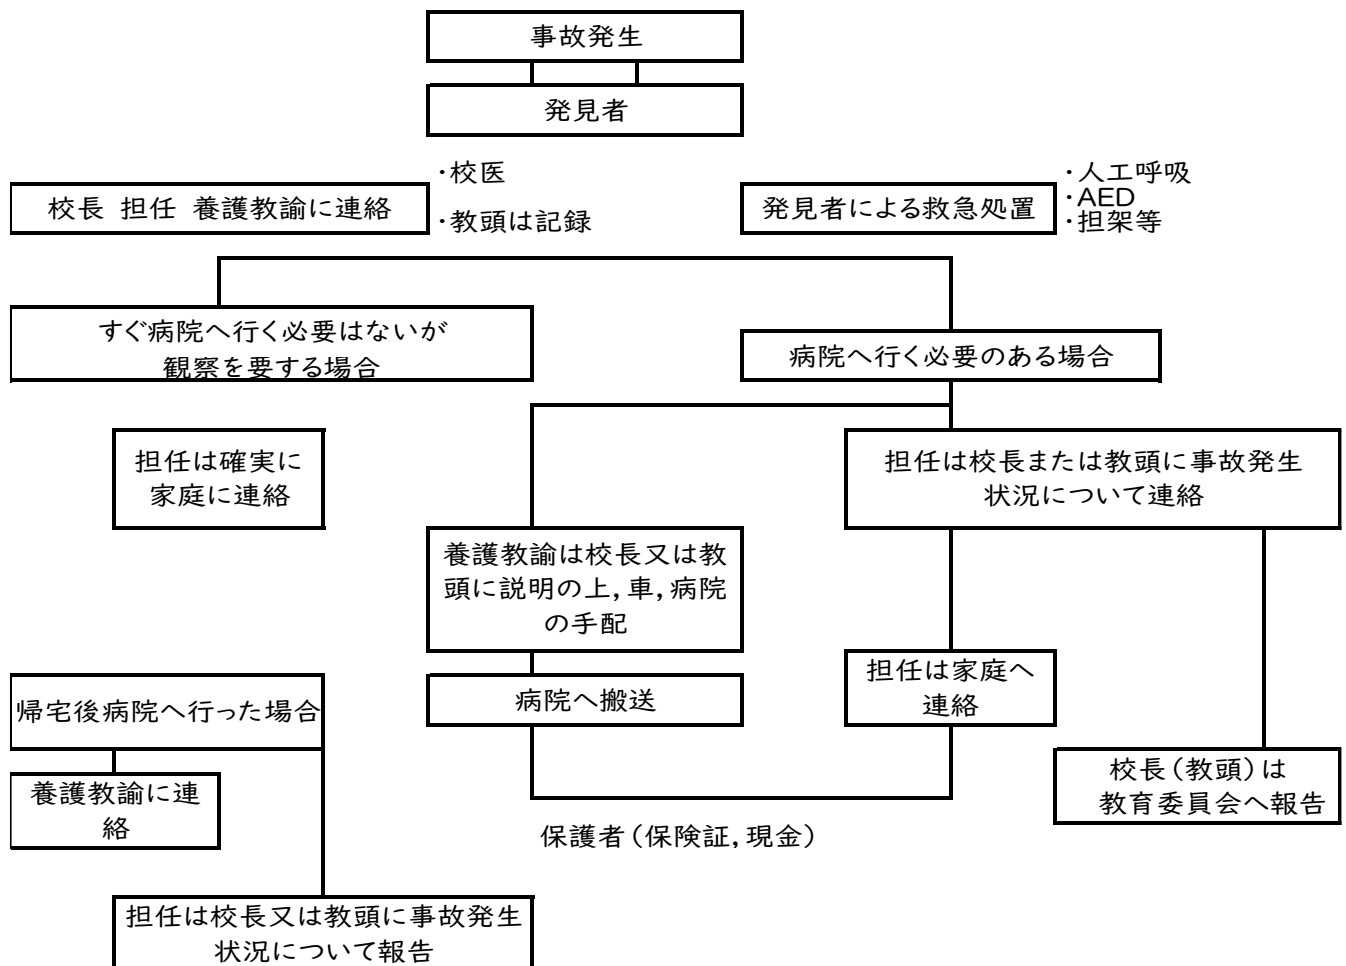 事故発生
発見者
・校医
校長 担任 養護教諭に連絡
・教頭は記録
・人工呼吸
・AED
・担架等
発見者による救急処置
すぐ病院へ行く必要はないが
観察を要する場合
病院へ行く必要のある場合
担任は確実に
家庭に連絡
担任は校長または教頭に事故発生
状況について連絡
養護教諭は校長又は教
頭に説明の上,車,病院
の手配
担任は家庭へ
連絡
帰宅後病院へ行った場合
病院へ搬送
養護教諭に連
絡
校長(教頭)は
教育委員会へ報告
保護者(保険証,現金)
担任は校長又は教頭に事故発生
状況について報告